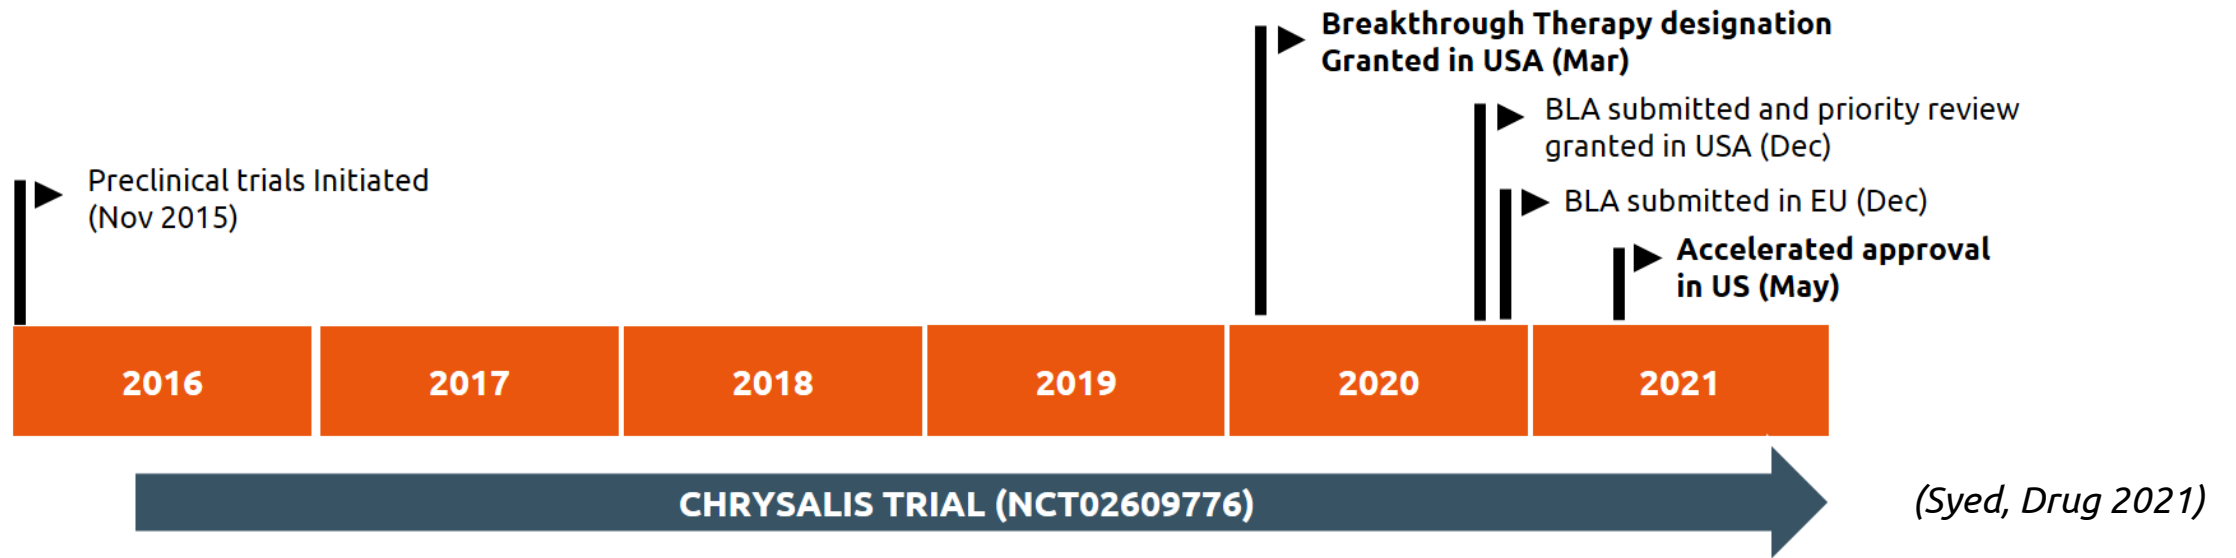 Breakthrough Therapy designation
Granted in USA (Mar)
BLA submitted and priority review
granted in USA (Dec)
Preclinical trials Initiated
(Nov 2015)
BLA submitted in EU (Dec)
Accelerated approval
in US (May)
2016
2017
2018
2019
2020
2021
CHRYSALIS TRIAL (NCT02609776)
(Syed, Drug 2021)